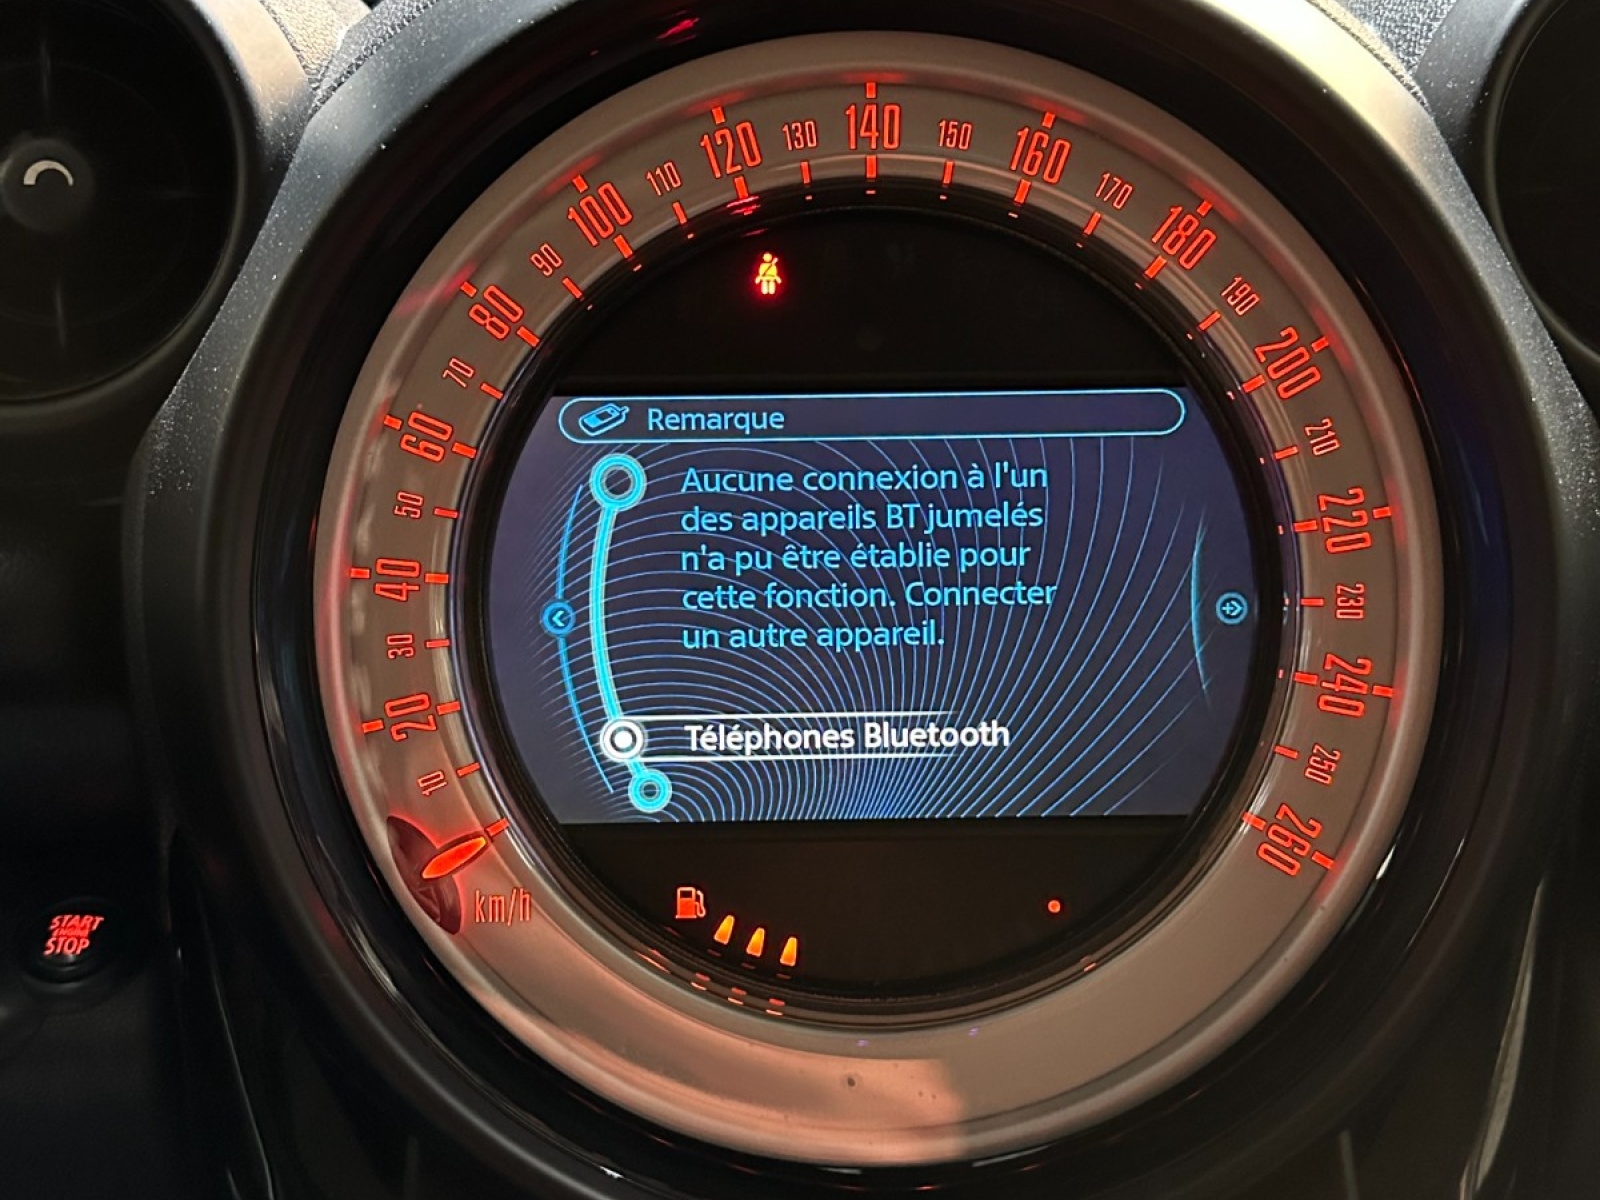 10
20
30
40
50
60
70
80
90
100
110
120
130
140
150
160
170
180
190
200
210
220
230
240
250
260
km/h
Remarque
Aucune connexion à l'un
des appareils BT jumelés
n'a pu être établie pour
cette fonction. Connecter
un autre appareil.
Téléphones Bluetooth
START
ENGINE
STOP